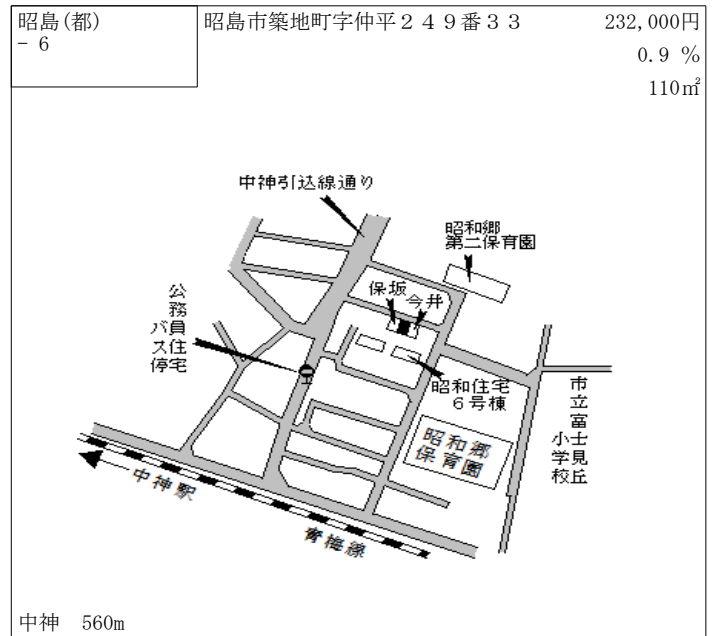 昭島(都)
- 6
昭島市築地町字仲平２４９番３３
232,000円
0.9 %
110㎡
中神引込線通り
昭和郷
第二保育園
保坂
今井
公務員住宅
バス停
昭和住宅
６号棟
市立富士見丘
小学校
昭和郷
保育園
中神駅
青梅線
中神　560m